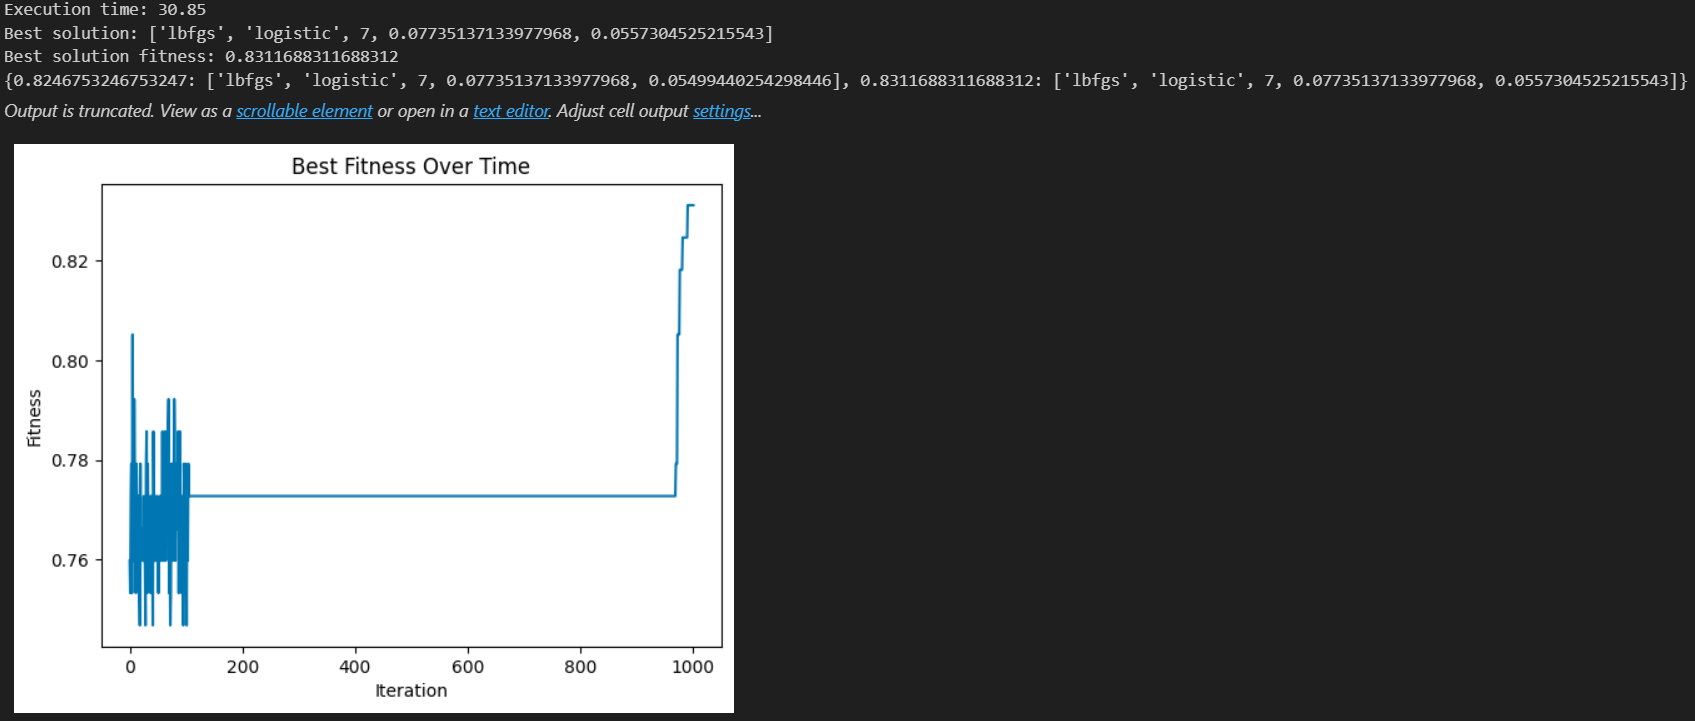 Execution time: 30.85
Best solution: ['lbfgs', 'logistic', 7, 0.07735137133977968, 0.0557304525215543]
Best solution fitness: 0.8311688311688312
{0.8246753246753247: ['lbfgs', 'logistic', 7, 0.07735137133977968, 0.05499440254298446], 0.8311688311688312: ['lbfgs', 'logistic', 7, 0.07735137133977968, 0.0557304525215543]}
Output is truncated. View as a scrollable element or open in a text editor. Adjust cell output settings...
Best Fitness Over Time
0.82
0.80
0.78
0.76
Fitness
0 200 400 600 800 1000
Iteration